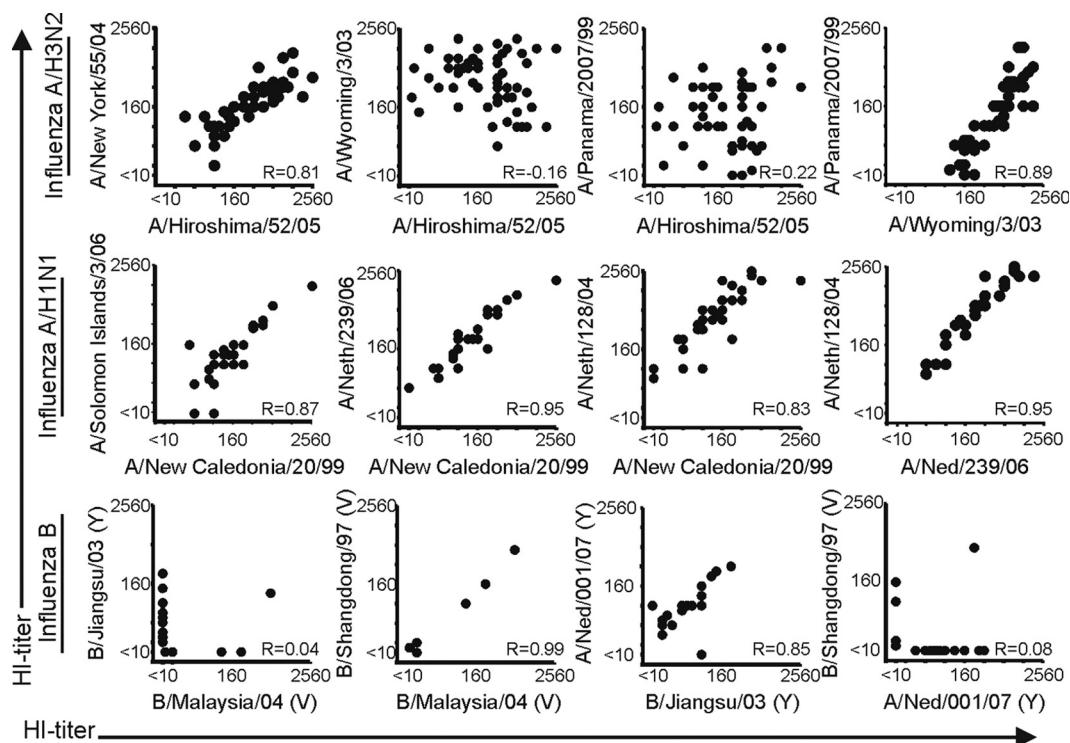 HI-titer
Influenza A/H3N2
A/New York/55/04
2560
160
<10
R=0.81
<10
160
2560
A/Hiroshima/52/05
A/Wyoming/3/03
2560
160
<10
R=-0.16
<10
160
2560
A/Hiroshima/52/05
A/Panama/2007/99
2560
160
<10
R=0.22
<10
160
2560
A/Hiroshima/52/05
A/Panama/2007/99
2560
160
<10
R=0.89
<10
160
2560
A/Wyoming/3/03
Influenza A/H1N1
A/Solomon Islands/3/06
2560
160
<10
R=0.87
<10
160
2560
A/New Caledonia/20/99
A/Neth/239/06
2560
160
<10
R=0.95
<10
160
2560
A/New Caledonia/20/99
A/Neth/128/04
2560
160
<10
R=0.83
<10
160
2560
A/New Caledonia/20/99
A/Neth/128/04
2560
160
<10
R=0.95
<10
160
2560
A/Ned/239/06
Influenza B
B/Jiangsu/03 (Y)
2560
160
<10
R=0.04
<10
160
2560
B/Malaysia/04 (V)
B/Shangdong/97 (V)
2560
160
<10
R=0.99
<10
160
2560
B/Malaysia/04 (V)
A/Ned/001/07 (Y)
2560
160
<10
R=0.85
<10
160
2560
B/Jiangsu/03 (Y)
B/Shangdong/97 (V)
2560
160
<10
R=0.08
<10
160
2560
A/Ned/001/07 (Y)
HI-titer